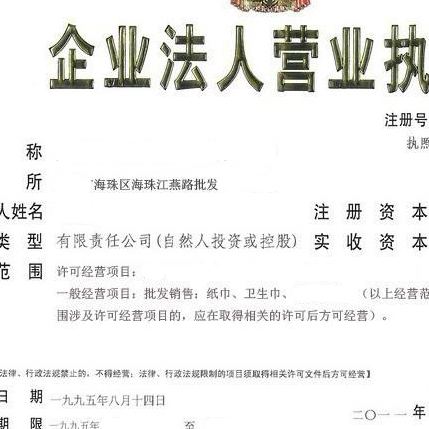 企业法人营业执
注册号
执照
称
所 海珠区海珠江燕路批发
人姓名 注册资本
类型 有限责任公司(自然人投资或控股) 实收资本
范围 许可经营项目:
一般经营项目: 批发销售: 纸巾、卫生巾、 (以上经营范
围涉及许可经营项目的, 应在取得相关的许可后方可经营)。
法律、行政法规禁止的, 不得经营; 法律、行政法规限制的项目须取得相关许可文件后方可经营】
日期 一九九五年八月十四日
二〇一一年
期限 一九九五年 至